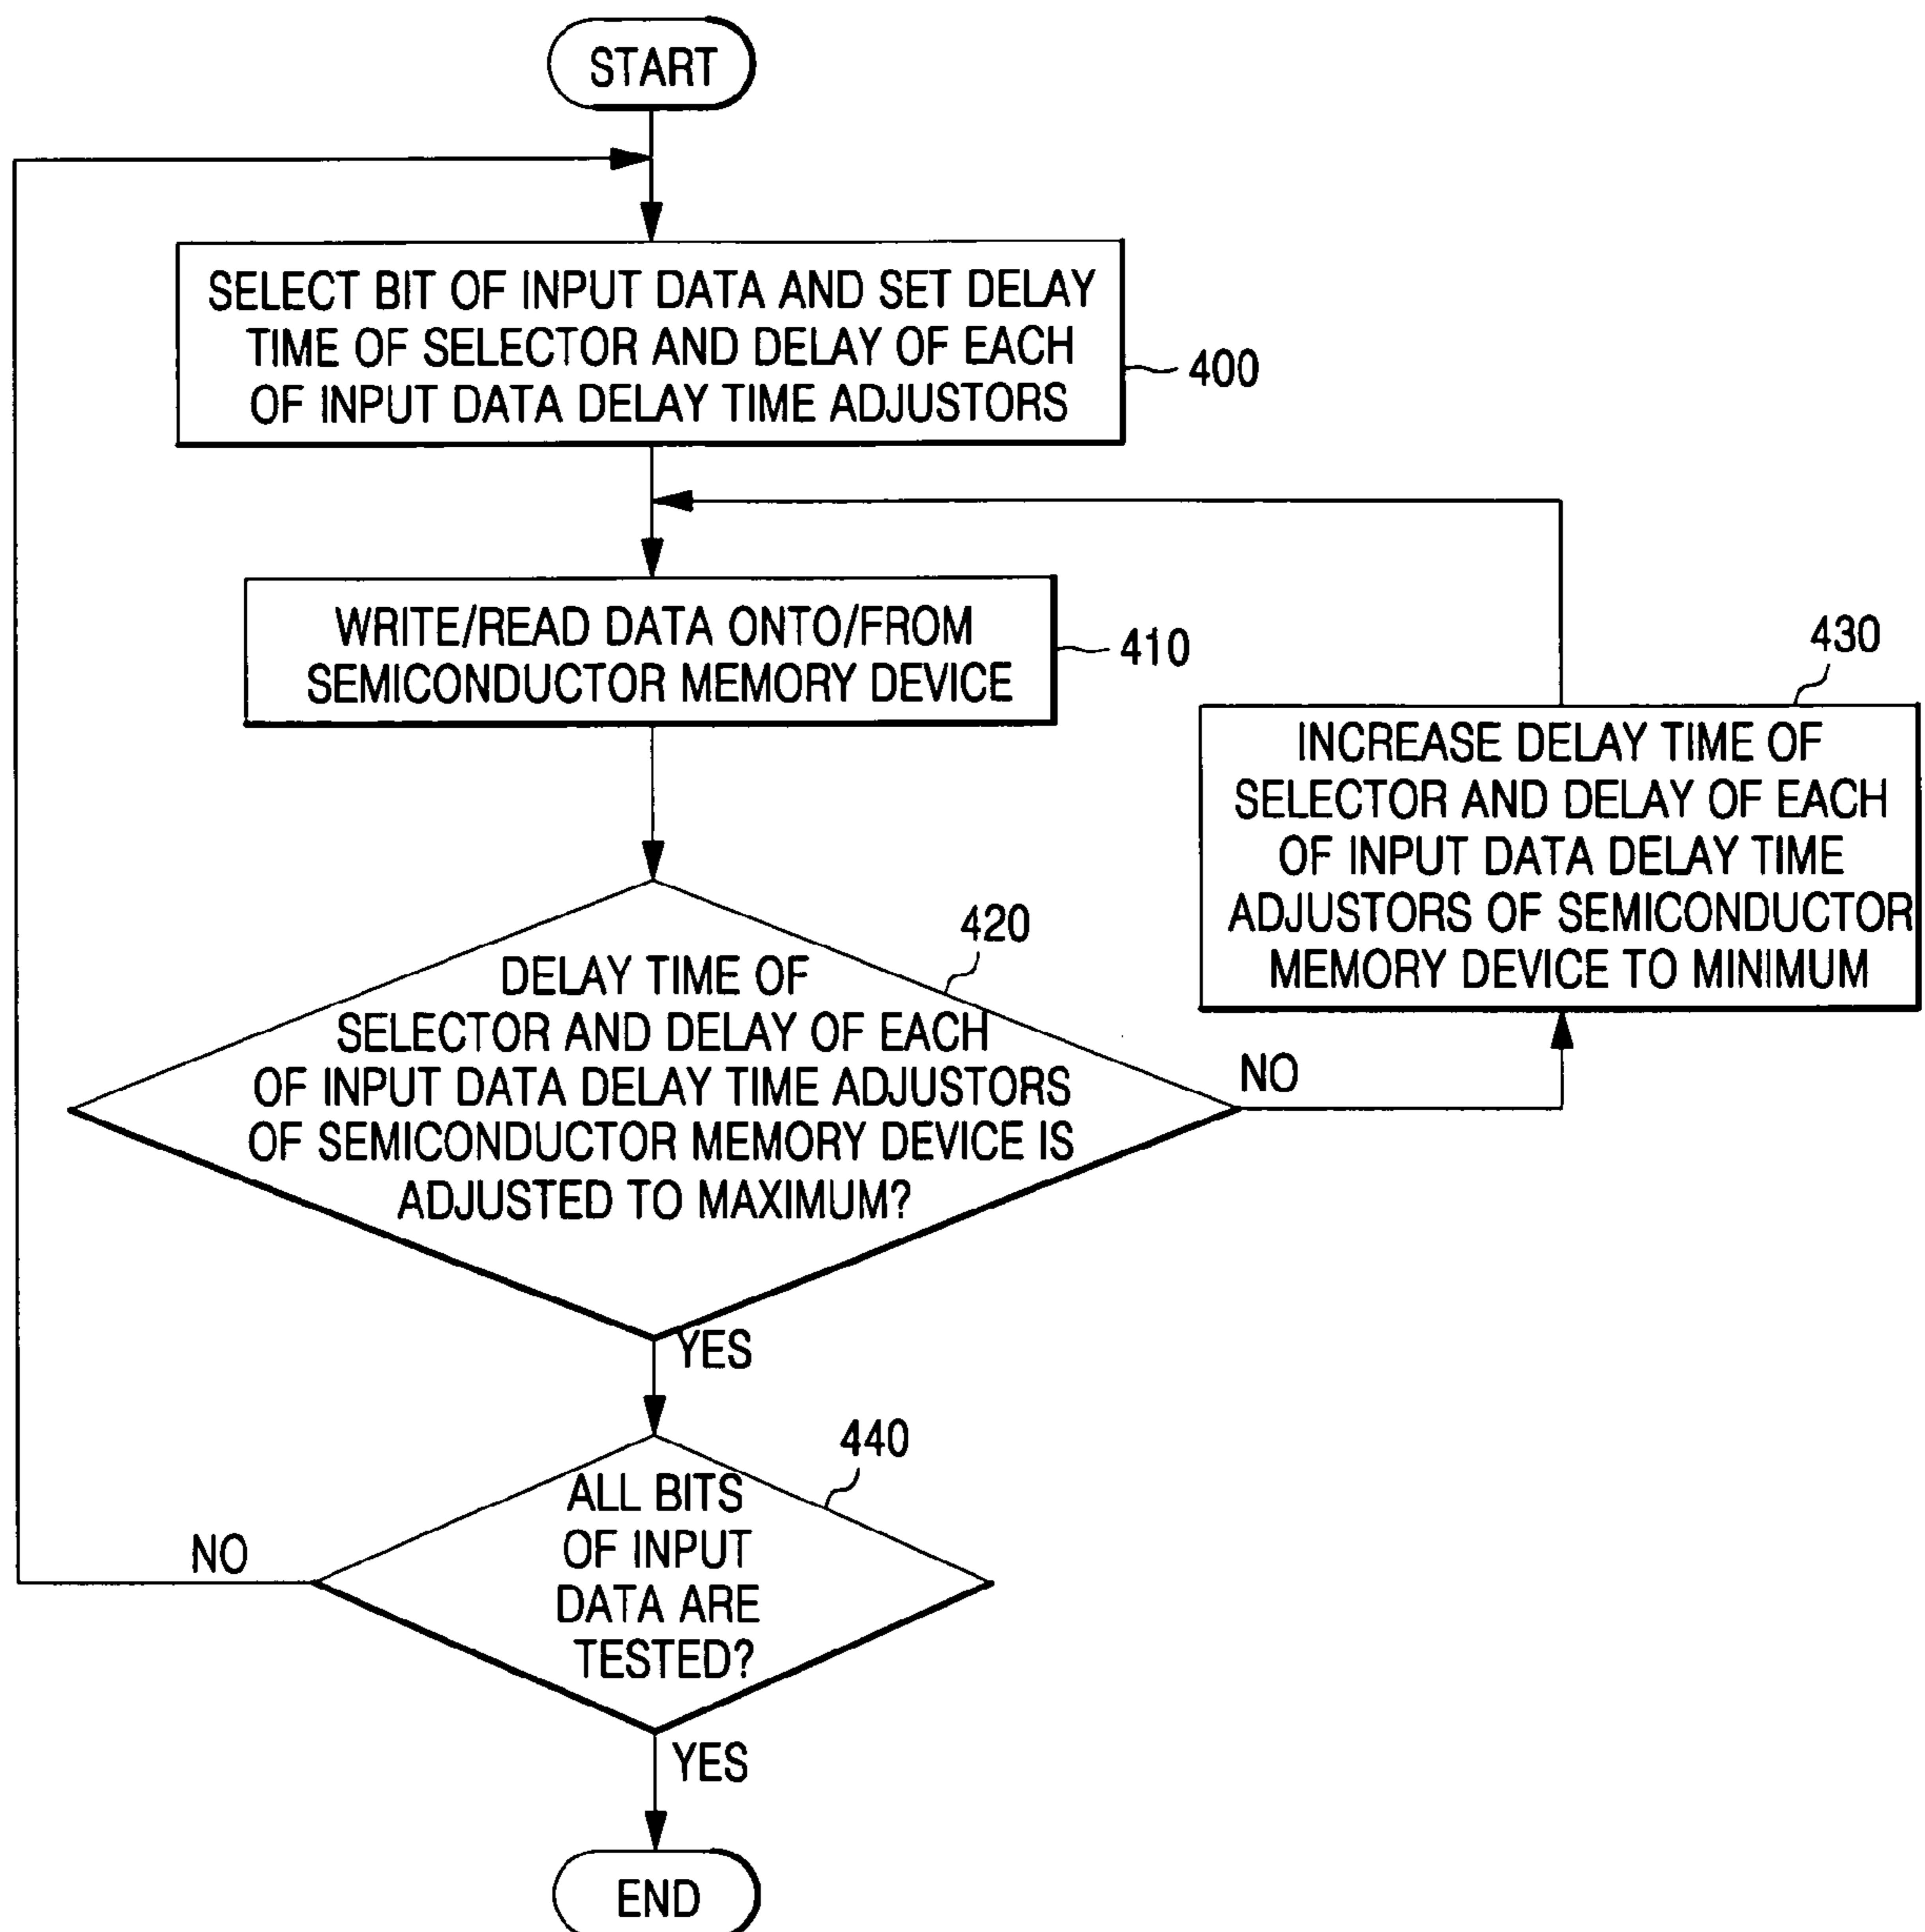 START
SELECT BIT OF INPUT DATA AND SET DELAY
TIME OF SELECTOR AND DELAY OF EACH
OF INPUT DATA DELAY TIME ADJUSTORS
400
WRITE/READ DATA ONTO/FROM
SEMICONDUCTOR MEMORY DEVICE
410
430
INCREASE DELAY TIME OF
SELECTOR AND DELAY OF EACH
OF INPUT DATA DELAY TIME
ADJUSTORS OF SEMICONDUCTOR
MEMORY DEVICE TO MINIMUM
420
DELAY TIME OF
SELECTOR AND DELAY OF EACH
OF INPUT DATA DELAY TIME ADJUSTORS
OF SEMICONDUCTOR MEMORY DEVICE IS
ADJUSTED TO MAXIMUM?
NO
YES
440
ALL BITS
OF INPUT
DATA ARE
TESTED?
NO
YES
END